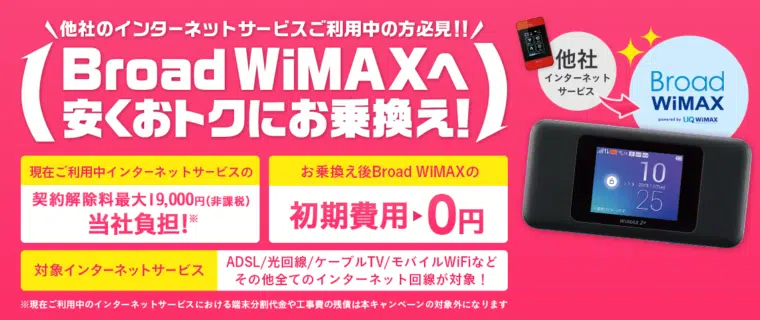 他社のインターネットサービスご利用中の方必見!!
Broad WiMAXへ
安くおトクにお乗換え!
他社
インターネット
サービス
Broad
WiMAX
powered by UQ WiMAX
現在ご利用中インターネットサービスの
契約解除料最大19,000円(非課税)
当社負担!※
お乗換え後Broad WiMAXの
初期費用▶0円
対象インターネットサービス
ADSL/光回線/ケーブルTV/モバイルWiFiなど
その他全てのインターネット回線が対象!
10
25
WiMAX 2+
※現在ご利用中のインターネットサービスにおける端末分割代金や工事費の残債は本キャンペーンの対象外になります